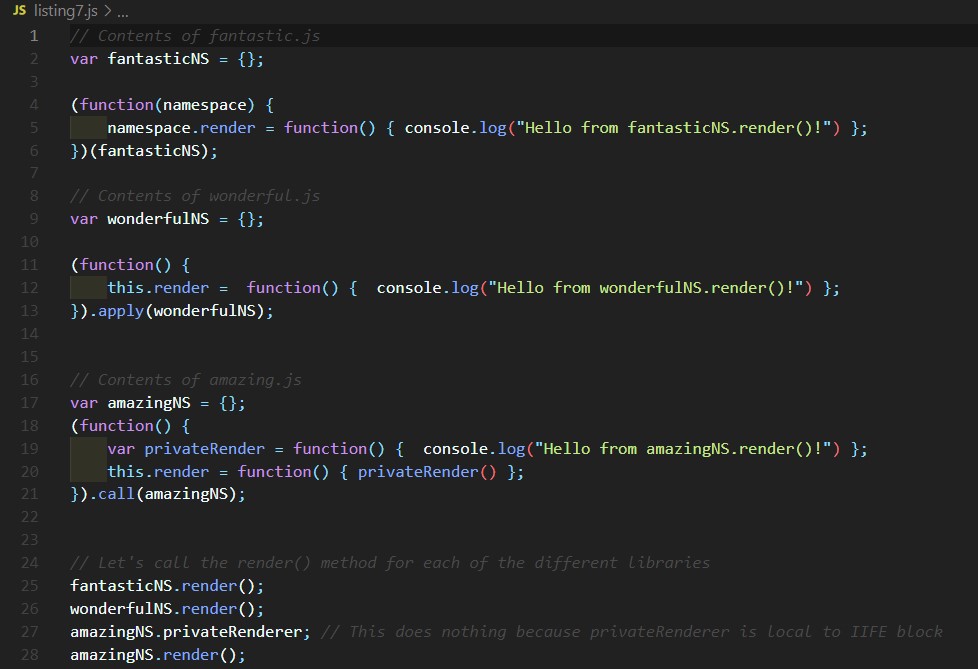 JS listing7.js > ...
1 // Contents of fantastic.js
2 var fantasticNS = {};
3
4 (function(namespace) {
5     namespace.render = function() { console.log("Hello from fantasticNS.render()!") };
6 })(fantasticNS);
7
8 // Contents of wonderful.js
9 var wonderfulNS = {};
10
11 (function() {
12     this.render =  function() {  console.log("Hello from wonderfulNS.render()!") };
13 }).apply(wonderfulNS);
14
15
16 // Contents of amazing.js
17 var amazingNS = {};
18 (function() {
19     var privateRender = function() {  console.log("Hello from amazingNS.render()!") };
20     this.render = function() { privateRender() };
21 }).call(amazingNS);
22
23
24 // Let's call the render() method for each of the different libraries
25 fantasticNS.render();
26 wonderfulNS.render();
27 amazingNS.privateRenderer; // This does nothing because privateRenderer is local to IIFE block
28 amazingNS.render();